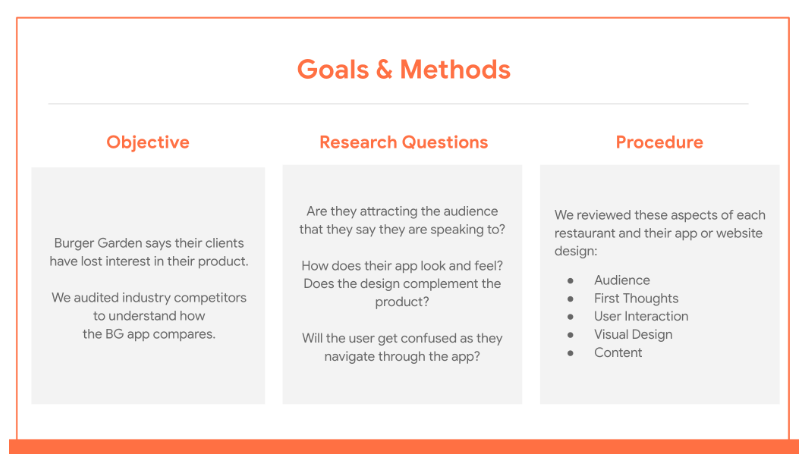 Goals & Methods
Objective
Burger Garden says their clients
have lost interest in their product.
We audited industry competitors
to understand how
the BG app compares.
Research Questions
Are they attracting the audience
that they say they are speaking to?
How does their app look and feel?
Does the design complement the
product?
Will the user get confused as they
navigate through the app?
Procedure
We reviewed these aspects of each
restaurant and their app or website
design:
● Audience
● First Thoughts
● User Interaction
● Visual Design
● Content